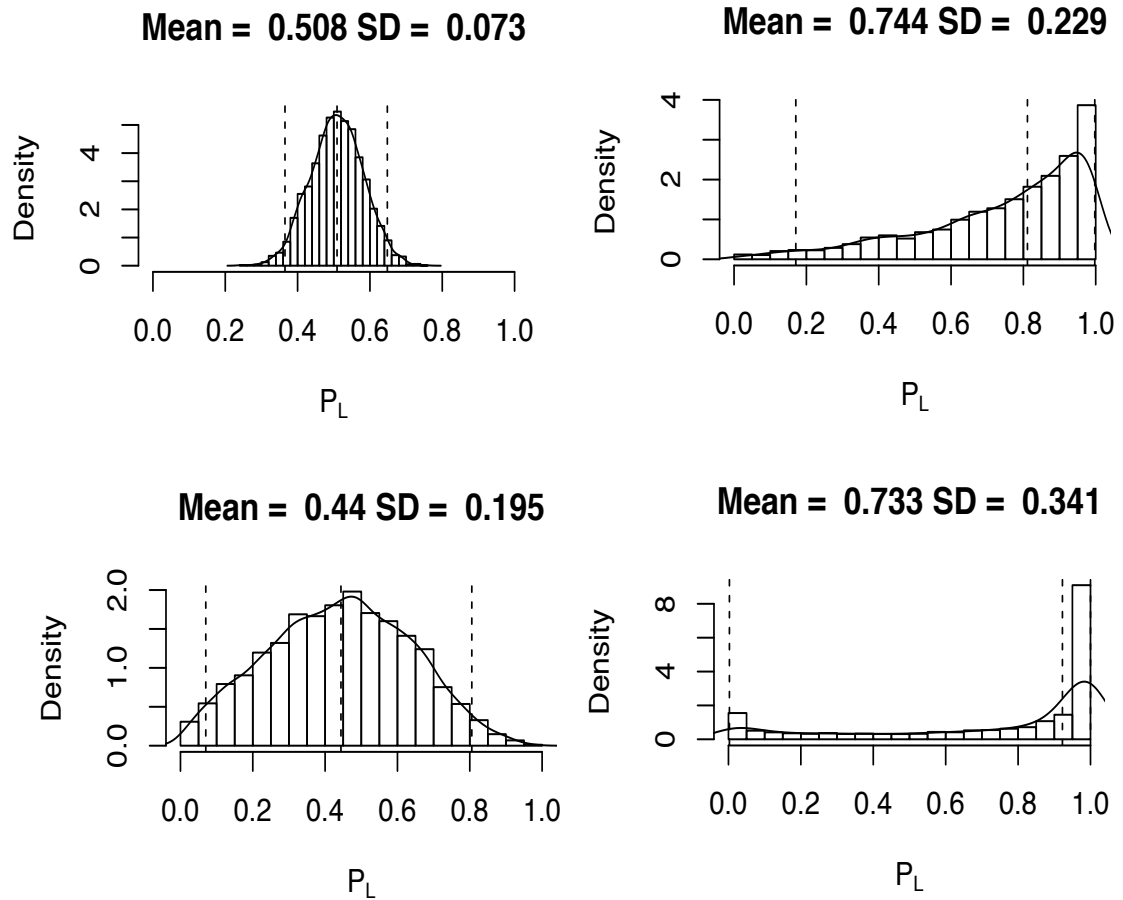 Mean = 0.508 SD = 0.073
Density
0 2 4
0.0 0.2 0.4 0.6 0.8 1.0
P_L
Mean = 0.744 SD = 0.229
Density
0 2 4
0.0 0.2 0.4 0.6 0.8 1.0
P_L
Mean = 0.44 SD = 0.195
Density
0.0 1.0 2.0
0.0 0.2 0.4 0.6 0.8 1.0
P_L
Mean = 0.733 SD = 0.341
Density
0 4 8
0.0 0.2 0.4 0.6 0.8 1.0
P_L